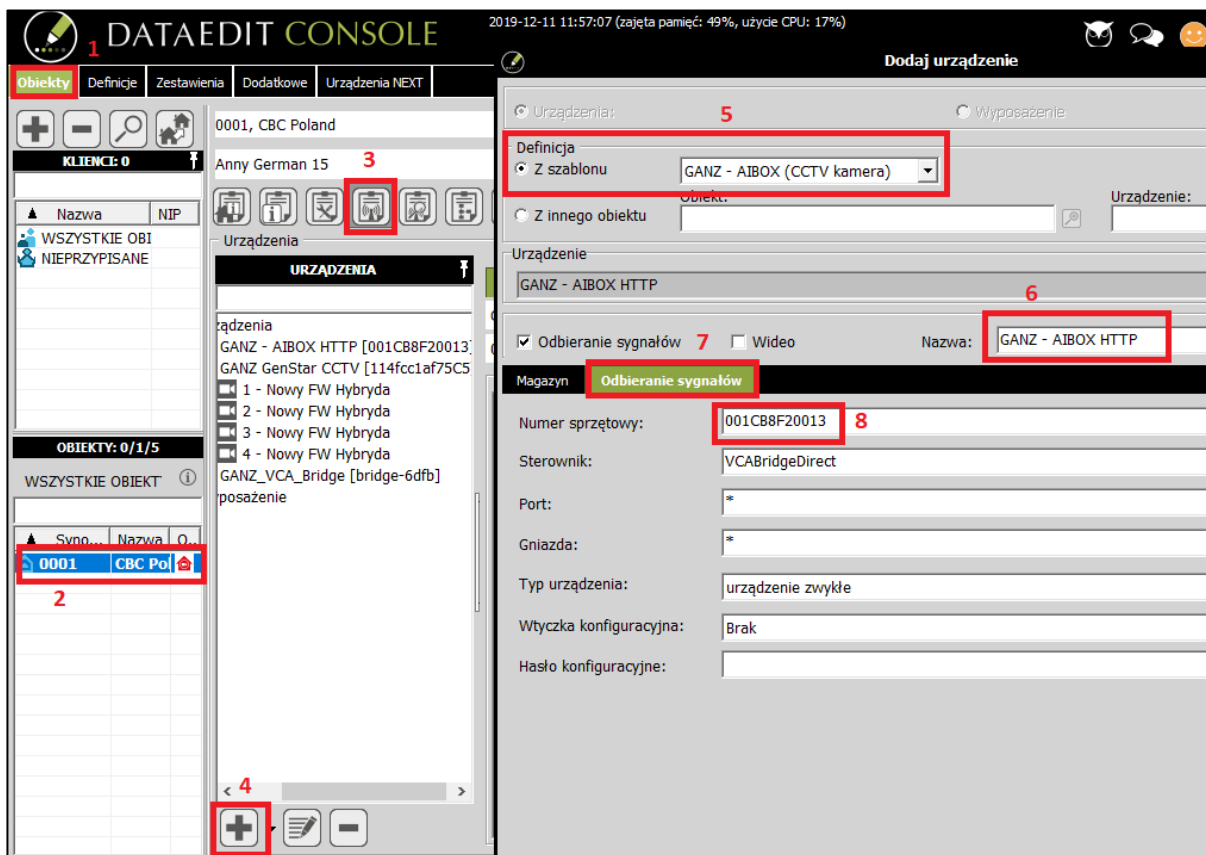 DATAEDIT CONSOLE
1
Obiekty
Definicje
Zestawienia
Dodatkowe
Urządzenia NEXT
KLIENCI: 0
Nazwa
NIP
WSZYSTKIE OBI
NIEPRZYPISANE
OBIEKTY: 0/1/5
WSZYSTKIE OBIEKT
Syno...
Nazwa
O..
0001
CBC Pol
2
0001, CBC Poland
Anny German 15
3
Urządzenia
URZĄDZENIA
ządzenia
GANZ - AIBOX HTTP [001CB8F20013]
GANZ GenStar CCTV [114fcc1af75C5
1 - Nowy FW Hybryda
2 - Nowy FW Hybryda
3 - Nowy FW Hybryda
4 - Nowy FW Hybryda
GANZ_VCA_Bridge [bridge-6dfb]
yposażenie
4
2019-12-11 11:57:07 (zajęta pamięć: 49%, użycie CPU: 17%)
Dodaj urządzenie
Urządzenia:
5
Wyposażenie
Definicja
Z szablonu
GANZ - AIBOX (CCTV kamera)
Obiekt:
Urządzenie:
Z innego obiektu
Urządzenie
GANZ - AIBOX HTTP
6
Odbieranie sygnałów
7
Wideo
Nazwa:
GANZ - AIBOX HTTP
Magazyn
Odbieranie sygnałów
Numer sprzętowy:
001CB8F20013
8
Sterownik:
VCABridgeDirect
Port:
*
Gniazda:
*
Typ urządzenia:
urządzenie zwykłe
Wtyczka konfiguracyjna:
Brak
Hasło konfiguracyjne: